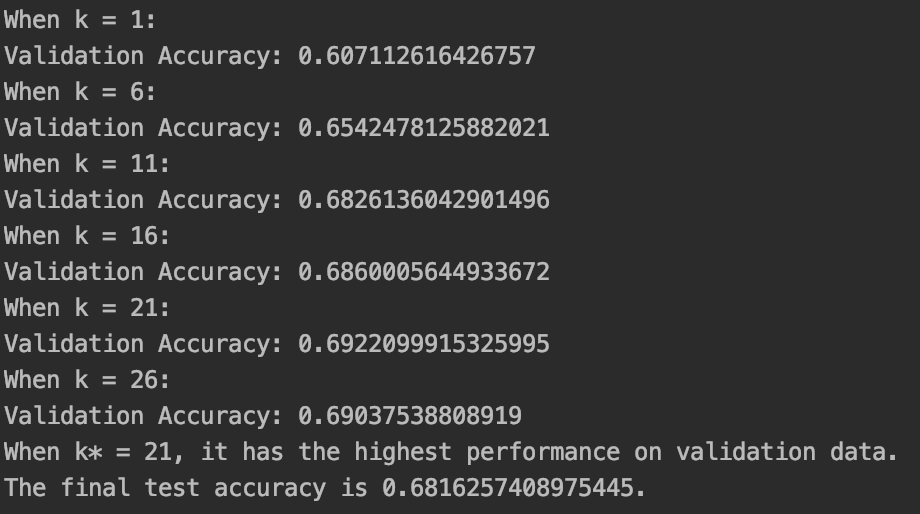 When k = 1:
Validation Accuracy: 0.607112616426757
When k = 6:
Validation Accuracy: 0.6542478125882021
When k = 11:
Validation Accuracy: 0.6826136042901496
When k = 16:
Validation Accuracy: 0.6860005644933672
When k = 21:
Validation Accuracy: 0.6922099915325995
When k = 26:
Validation Accuracy: 0.69037538808919
When k* = 21, it has the highest performance on validation data.
The final test accuracy is 0.6816257408975445.